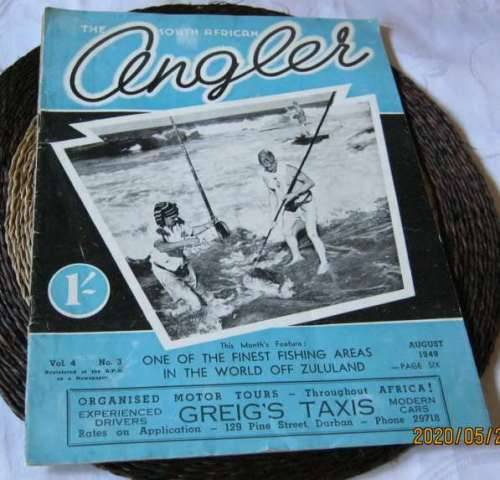 THE SOUTH AFRICAN
Angler
1/-
This Month's Feature:
Vol. 4 No. 3
Registered at the G.P.O.
as a Newspaper
ONE OF THE FINEST FISHING AREAS
IN THE WORLD OFF ZULULAND
AUGUST
1949
—PAGE SIX
ORGANISED MOTOR TOURS — Throughout AFRICA!
EXPERIENCED
DRIVERS
GREIG'S TAXIS
MODERN
CARS
Rates on Application — 129 Pine Street, Durban — Phone 29718
2020/05/2